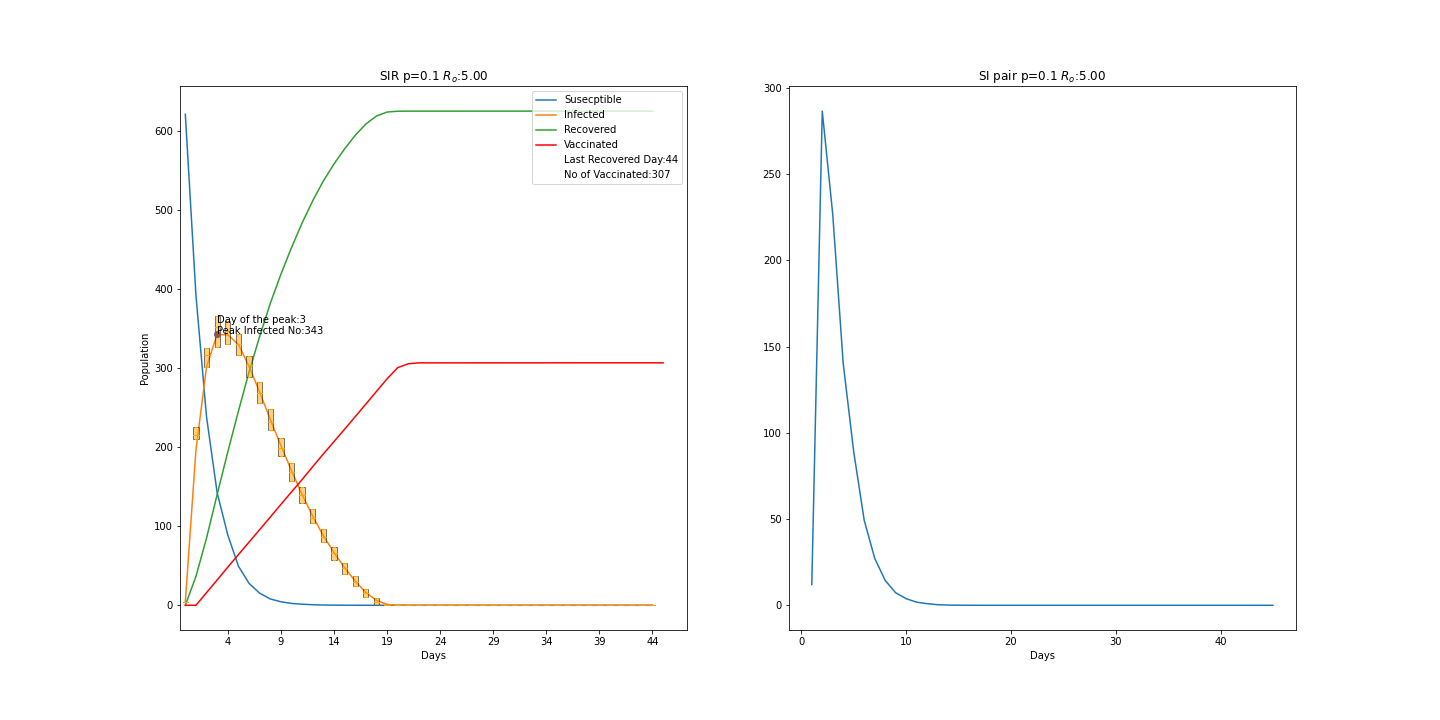 SIR p=0.1 Ro:5.00
Susecptible
Infected
Recovered
Vaccinated
Last Recovered Day:44
No of Vaccinated:307
Day of the peak:3
Peak Infected No:343
Population
600
500
400
300
200
100
0
4 9 14 19 24 29 34 39 44
Days
SI pair p=0.1 Ro:5.00
300
250
200
150
100
50
0
0 10 20 30 40
Days